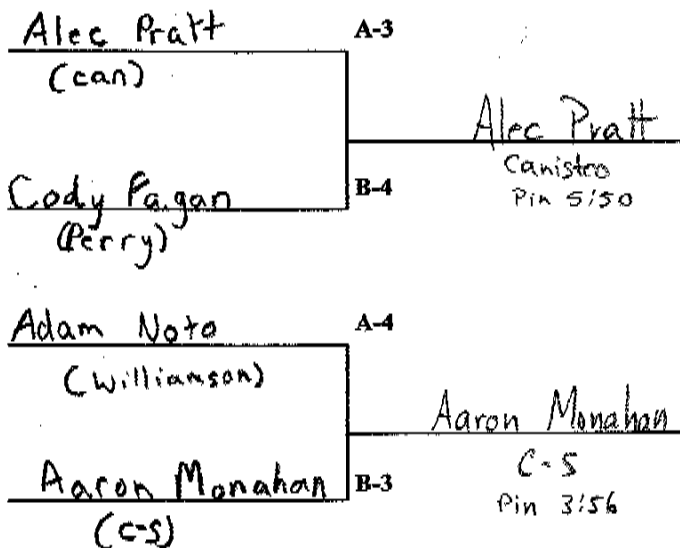 Alec Pratt
A-3
(can)
Alec Pratt
Canisteo
Pin 5:50
Cody Fagan
B-4
(Perry)
Adam Noto
A-4
(Williamson)
Aaron Monahan
C-S
Pin 3:56
Aaron Monahan
B-3
(C-S)